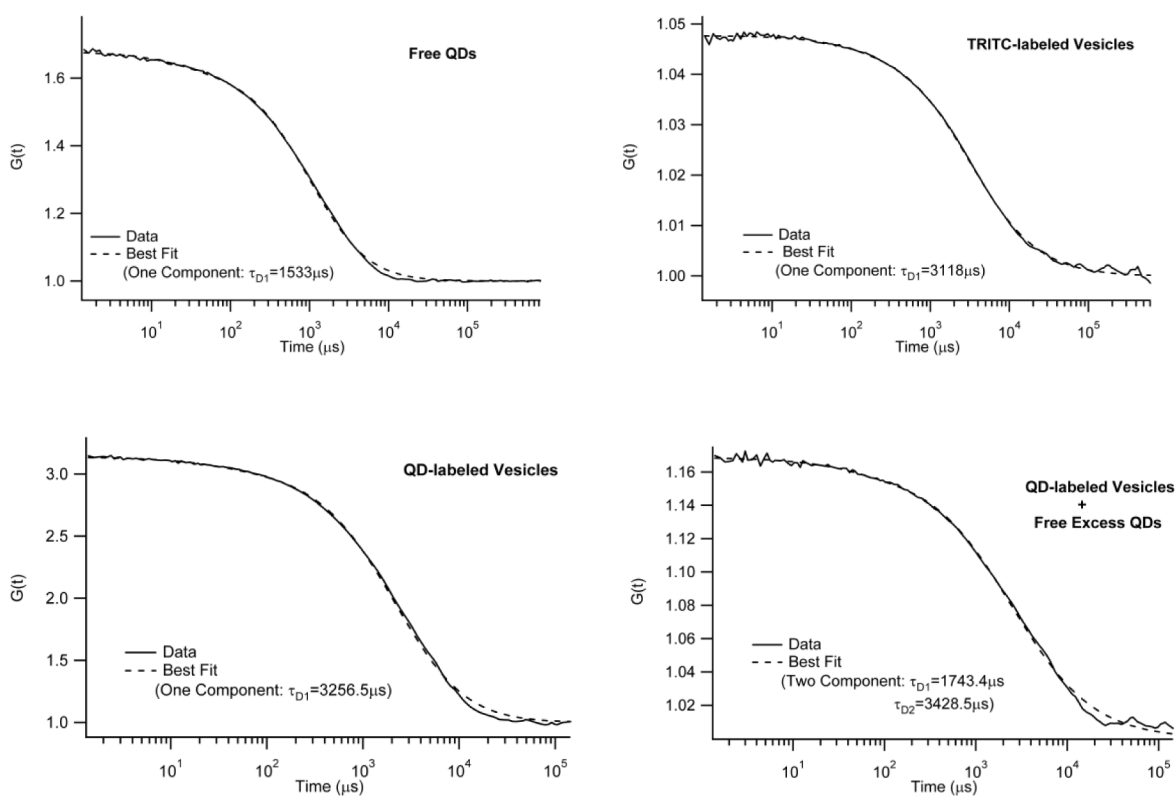 Free QDs
G(t)
1.6
1.4
1.2
1.0
Data
Best Fit
(One Component: τD1=1533μs)
10¹ 10² 10³ 10⁴ 10⁵
Time (μs)
TRITC-labeled Vesicles
G(t)
1.05
1.04
1.03
1.02
1.01
1.00
Data
Best Fit
(One Component: τD1=3118μs)
10¹ 10² 10³ 10⁴ 10⁵
Time (μs)
QD-labeled Vesicles
G(t)
3.0
2.5
2.0
1.5
1.0
Data
Best Fit
(One Component: τD1=3256.5μs)
10¹ 10² 10³ 10⁴ 10⁵
Time (μs)
QD-labeled Vesicles
+
Free Excess QDs
G(t)
1.16
1.14
1.12
1.10
1.08
1.06
1.04
1.02
Data
Best Fit
(Two Component: τD1=1743.4μs
τD2=3428.5μs)
10¹ 10² 10³ 10⁴ 10⁵
Time (μs)